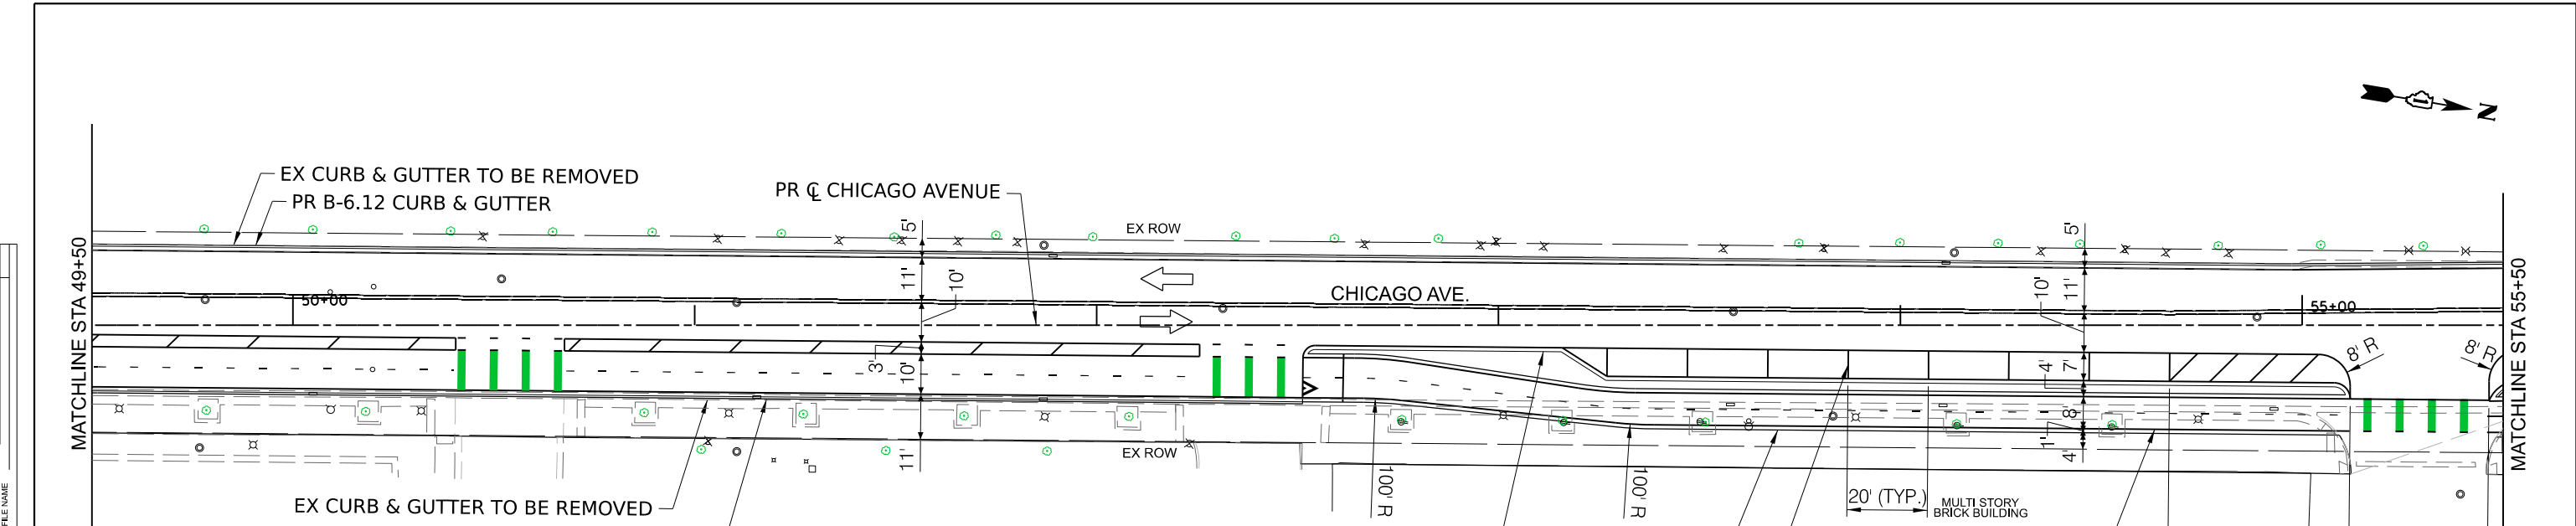 N
EX CURB & GUTTER TO BE REMOVED
PR B-6.12 CURB & GUTTER
PR ℄ CHICAGO AVENUE
EX ROW
5'
11'
10'
3'
10'
11'
CHICAGO AVE.
50+00
55+00
5'
11'
10'
7'
4'
8'
1'
4'
8' R
8' R
MATCHLINE STA 49+50
MATCHLINE STA 55+50
EX ROW
EX CURB & GUTTER TO BE REMOVED
100' R
100' R
20' (TYP.)
MULTI STORY
BRICK BUILDING
FILE NAME